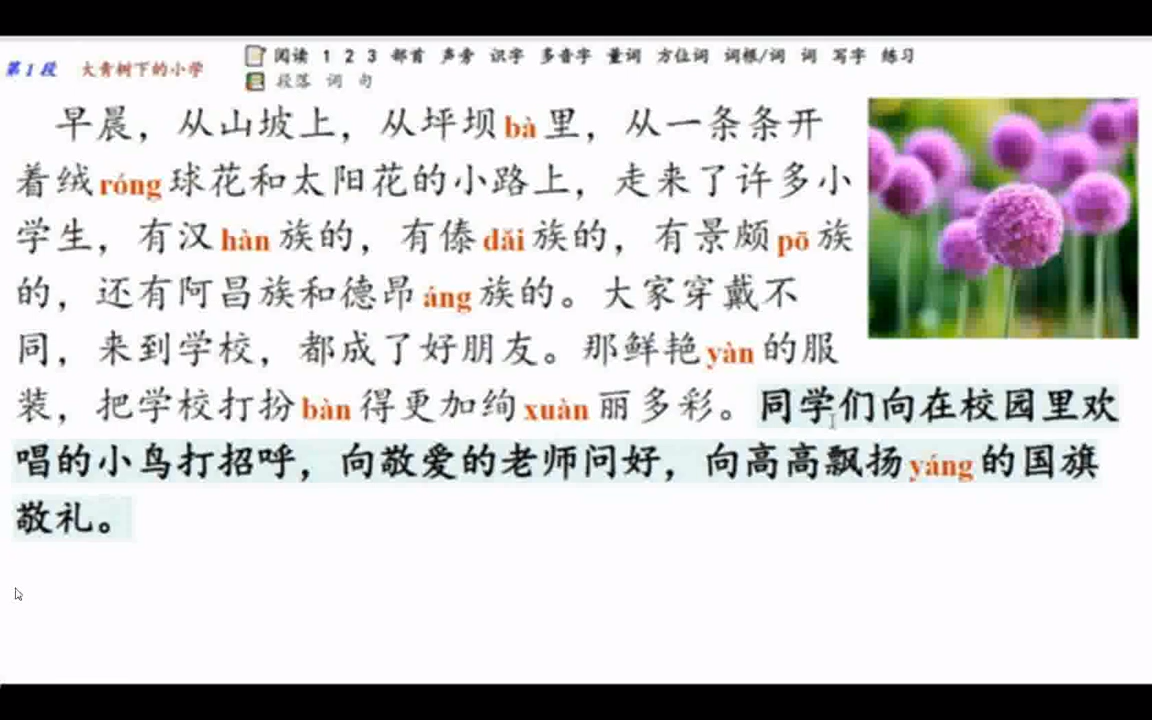 第1段 大青树下的小学
阅读 1 2 3 部首 声旁 识字 多音字 量词 方位词 词根/词 词 写字 练习
段落 词 句
早晨，从山坡上，从坪坝bà里，从一条条开
着绒róng球花和太阳花的小路上，走来了许多小
学生，有汉hàn族的，有傣dǎi族的，有景颇pō族
的，还有阿昌族和德昂áng族的。大家穿戴不
同，来到学校，都成了好朋友。那鲜艳yàn的服
装，把学校打扮bàn得更加绚xuàn丽多彩。同学们向在校园里欢
唱的小鸟打招呼，向敬爱的老师问好，向高高飘扬yáng的国旗
敬礼。